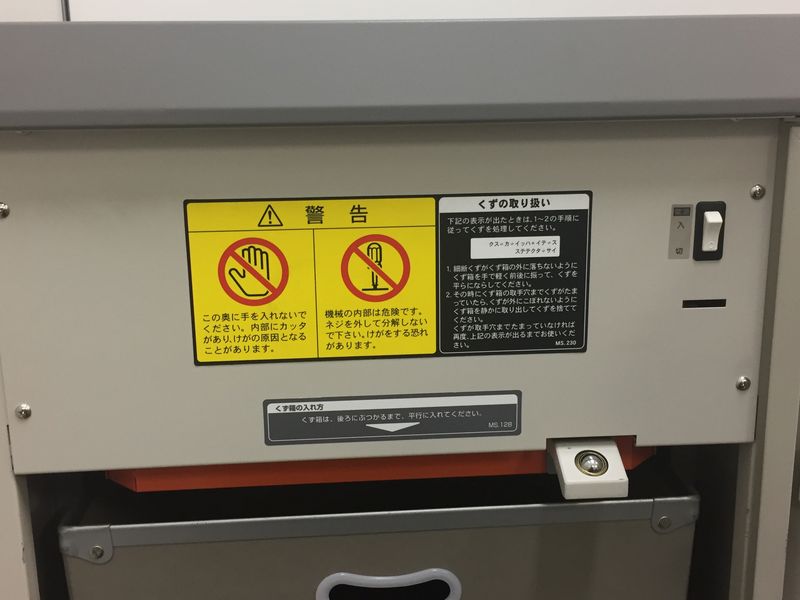 警告
この奥に手を入れないで
ください。内部にカッタ
があり、けがの原因となる
ことがあります。
機械の内部は危険です。
ネジを外して分解しない
で下さい。けがをする恐れ
があります。
くずの取り扱い
下記の表示が出たときは、1〜2の手順に
従ってくずを処理してください。
クズ=ガ=イッパイ=デ=ス
ステテクダ=サイ
1. 細断くずがくず箱の外に落ちないように
くず箱を手で軽く前後に振って、くずを
平らにならしてください。
2. その時にくず箱の取手穴までくずがたま
っていたら、くずが外にこぼれないように
くず箱を静かに取り出してくずを捨てて
ください。
くずが取手穴までたまっていなければ
再度、上記の表示が出るまでお使いくだ
さい。
MS. 230
入
切
くず箱の入れ方
くず箱は、後ろにぶつかるまで、平行に入れてください。
MS.128